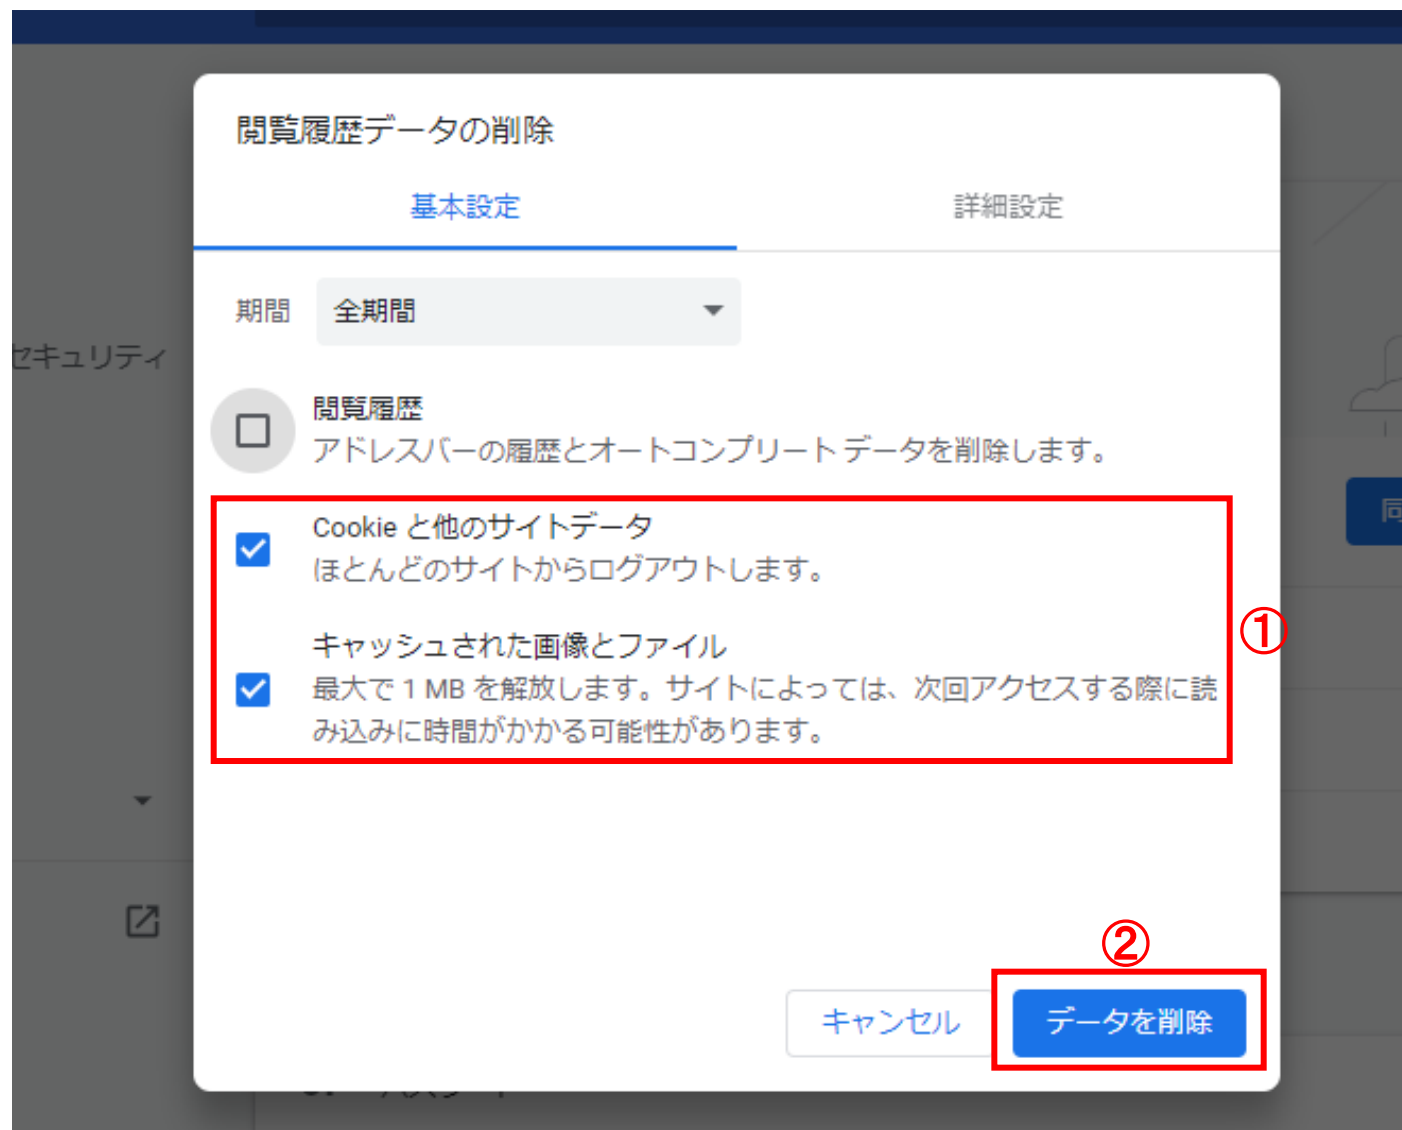 閲覧履歴データの削除
基本設定 詳細設定
期間 全期間
セキュリティ
閲覧履歴
アドレスバーの履歴とオートコンプリート データを削除します。
Cookie と他のサイトデータ
ほとんどのサイトからログアウトします。
①
キャッシュされた画像とファイル
最大で 1 MB を解放します。サイトによっては、次回アクセスする際に読
み込みに時間がかかる可能性があります。
②
キャンセル データを削除